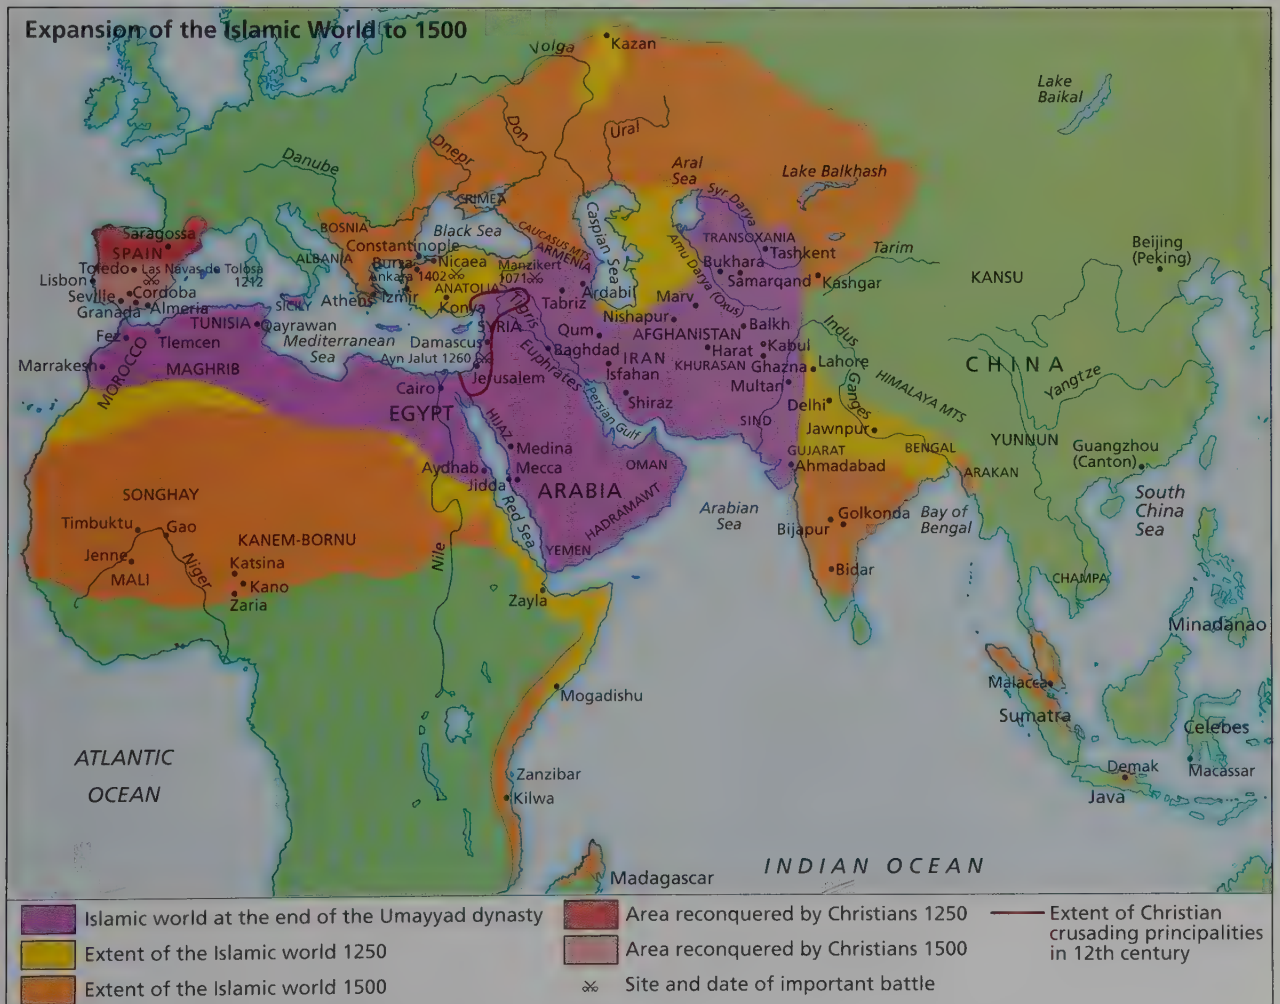 Expansion of the Islamic World to 1500
Kazan
Volga
Lake
Baikal
Don
Ural
Dnepr
Danube
Aral
Sea
Lake Balkhash
Syr Darya
CRIMEA
Black Sea
Caspian Sea
CAUCASUS MTS
ARMENIA
BOSNIA
Constantinople
Saragossa
SPAIN
Toledo
Las Navas de Tolosa
1212
Lisbon
Cordoba
Seville
Granada
Almeria
ALBANIA
Bursa
Nicaea
Ankara 1402
Manzikert
1071
ANATOLIA
Athens
Izmir
Konya
SICILY
TRANSOXANIA
Tashkent
Tarim
Beijing
(Peking)
Bukhara
Samarqand
Amu Darya (Oxus)
Kashgar
KANSU
Ardabil
Tabriz
Marv
Nishapur
TUNISIA
Qayrawan
Mediterranean
Sea
Fez
Tlemcen
Marrakesh
MOROCCO
MAGHRIB
SYRIA
Tigris
Damascus
Ayn Jalut 1260
Euphrates
Jerusalem
Cairo
EGYPT
Qum
Baghdad
IRAN
Isfahan
Shiraz
Persian Gulf
AFGHANISTAN
Balkh
Harat
Kabul
KHURASAN
Ghazna
Multan
Lahore
Indus
Ganges
HIMALAYA MTS
CHINA
Yangtze
Delhi
Jawnpur
SIND
HIJAZ
Medina
Mecca
Aydhab
Jidda
Red Sea
ARABIA
OMAN
HADRAMAWT
YEMEN
GUJARAT
Ahmadabad
BENGAL
ARAKAN
YUNNUN
Guangzhou
(Canton)
South
China
Sea
SONGHAY
Timbuktu
Gao
KANEM-BORNU
Jenne
MALI
Niger
Katsina
Kano
Zaria
Nile
Arabian
Sea
Bijapur
Golkonda
Bidar
Bay of
Bengal
CHAMPA
Zayla
Mogadishu
Minadanao
Malacca
Sumatra
Celebes
Demak
Macassar
Java
ATLANTIC
OCEAN
Zanzibar
Kilwa
Madagascar
INDIAN OCEAN
Islamic world at the end of the Umayyad dynasty
Extent of the Islamic world 1250
Extent of the Islamic world 1500
Area reconquered by Christians 1250
Area reconquered by Christians 1500
Site and date of important battle
Extent of Christian
crusading principalities
in 12th century